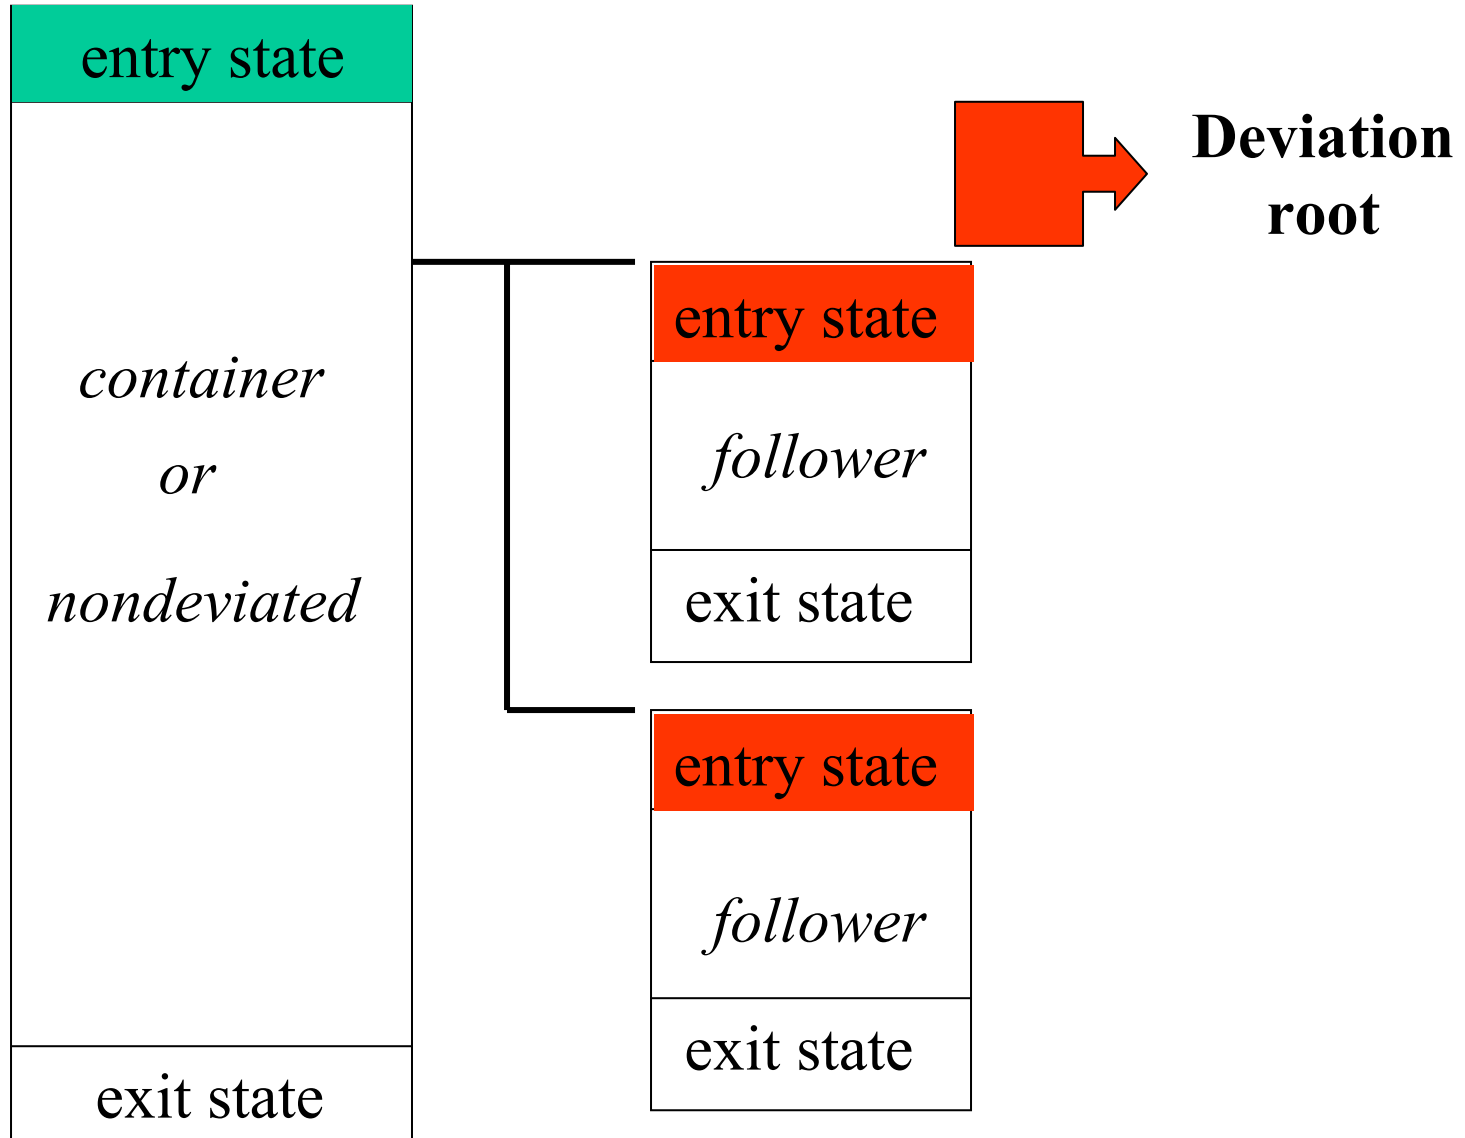 entry state
container
or
nondeviated
exit state
Deviation
root
entry state
follower
exit state
entry state
follower
exit state